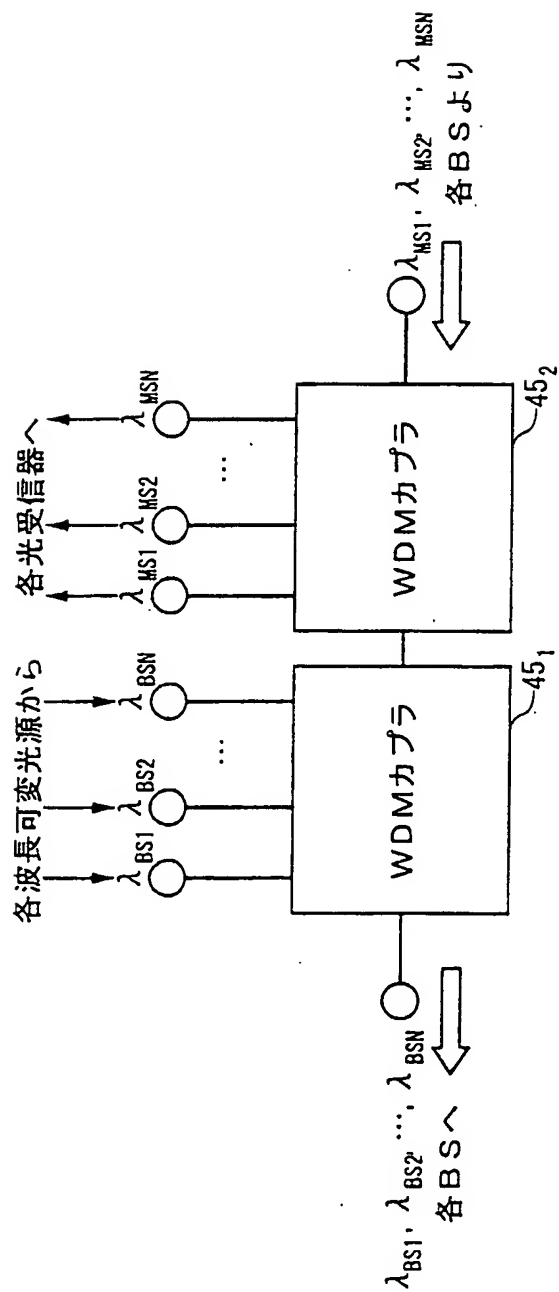 各波長可変光源から
各光受信器へ
λBS1 λBS2 … λBSN
λMS1 λMS2 … λMSN
WDMカプラ
WDMカプラ
45₁
45₂
λBS1, λBS2, …, λBSN
各BSへ
λMS1, λMS2, …, λMSN
各BSより